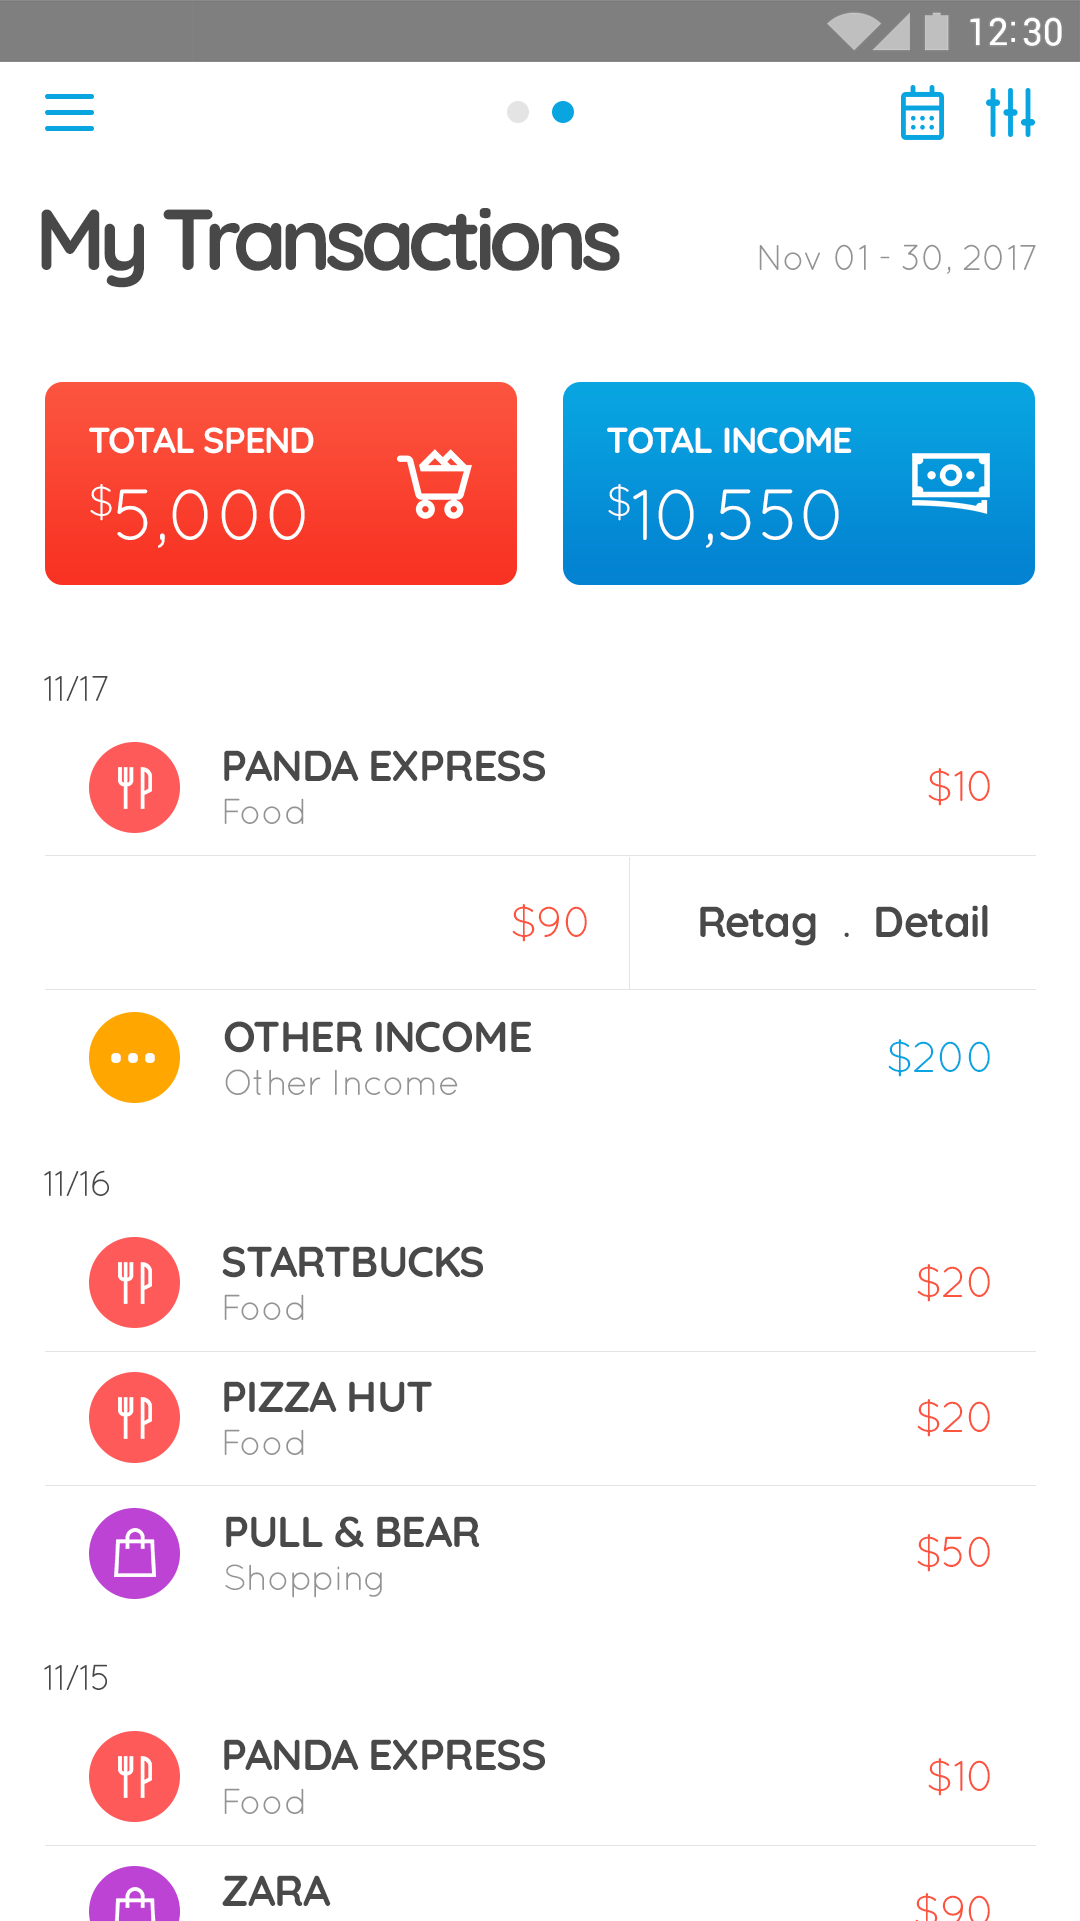 12:30
My Transactions
Nov 01 - 30, 2017
TOTAL SPEND
$5,000
TOTAL INCOME
$10,550
11/17
PANDA EXPRESS
Food
$10
$90
Retag . Detail
OTHER INCOME
Other Income
$200
11/16
STARTBUCKS
Food
$20
PIZZA HUT
Food
$20
PULL & BEAR
Shopping
$50
11/15
PANDA EXPRESS
Food
$10
ZARA
$90